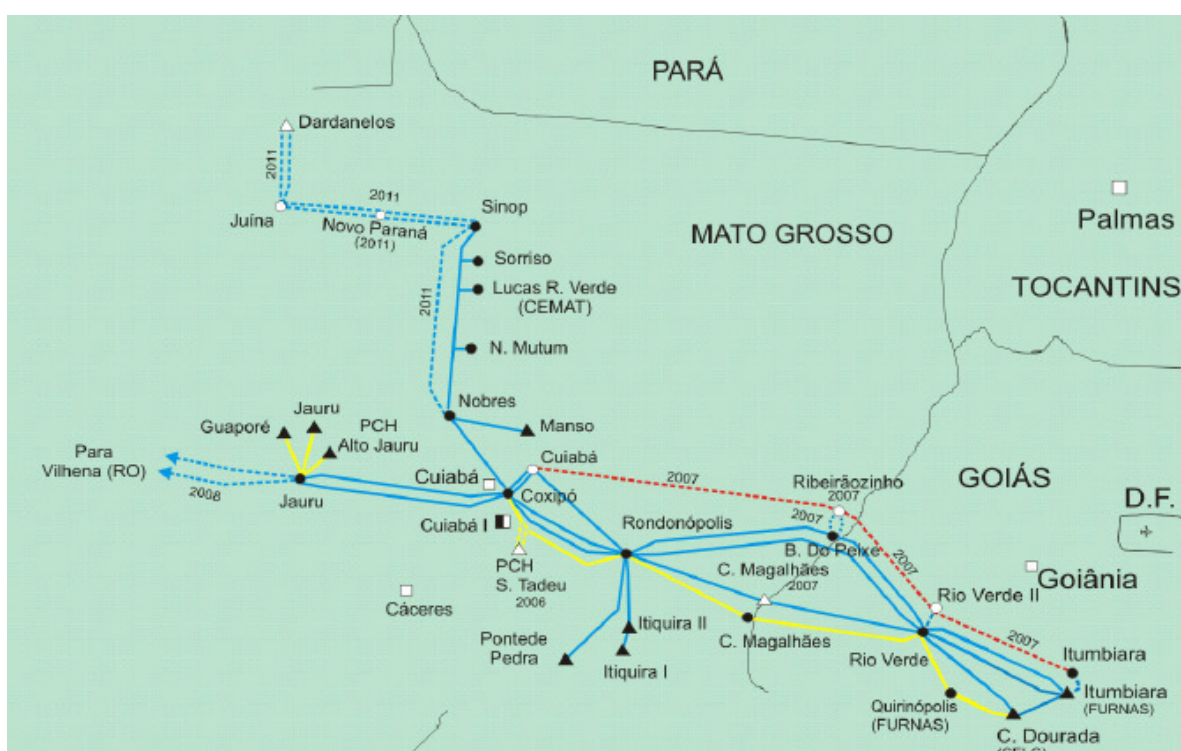 PARÁ
Dardanelos
2011
2011
Juína
Novo Paraná
(2011)
Sinop
Palmas
MATO GROSSO
Sorriso
TOCANTINS
Lucas R. Verde
(CEMAT)
2011
N. Mutum
Nobres
Manso
Jauru
Guaporé
PCH
Alto Jauru
Para
Vilhena (RO)
2008
Jauru
Cuiabá
Cuiabá
Coxipó
Cuiabá I
2007
Ribeirãozinho
2007
2007
GOIÁS
D.F.
Rondonópolis
B. Do Peixe
2007
PCH
S. Tadeu
2006
C. Magalhães
2007
Goiânia
Cáceres
Rio Verde II
Itiquira II
C. Magalhães
2007
Pontede
Pedra
Itiquira I
Rio Verde
Itumbiara
Itumbiara
(FURNAS)
Quirinópolis
(FURNAS)
C. Dourada